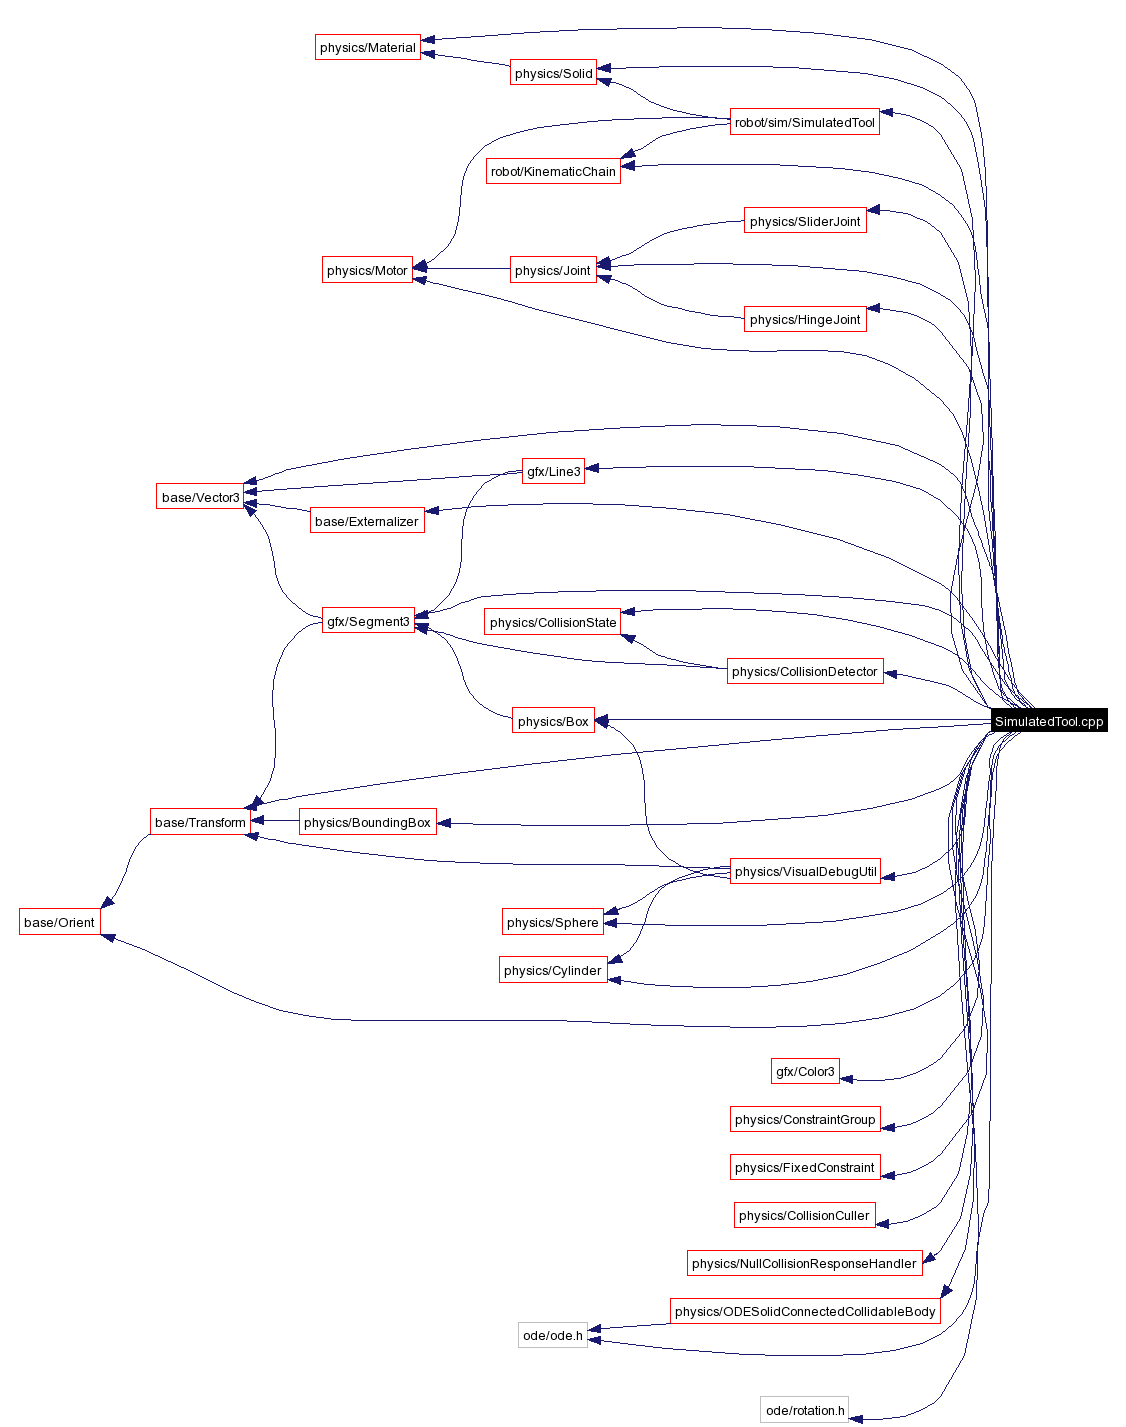 physics/Material
physics/Solid
robot/sim/SimulatedTool
robot/KinematicChain
physics/SliderJoint
physics/Motor
physics/Joint
physics/HingeJoint
gfx/Line3
base/Vector3
base/Externalizer
gfx/Segment3
physics/CollisionState
physics/CollisionDetector
physics/Box
SimulatedTool.cpp
base/Transform
physics/BoundingBox
physics/VisualDebugUtil
base/Orient
physics/Sphere
physics/Cylinder
gfx/Color3
physics/ConstraintGroup
physics/FixedConstraint
physics/CollisionCuller
physics/NullCollisionResponseHandler
physics/ODESolidConnectedCollidableBody
ode/ode.h
ode/rotation.h